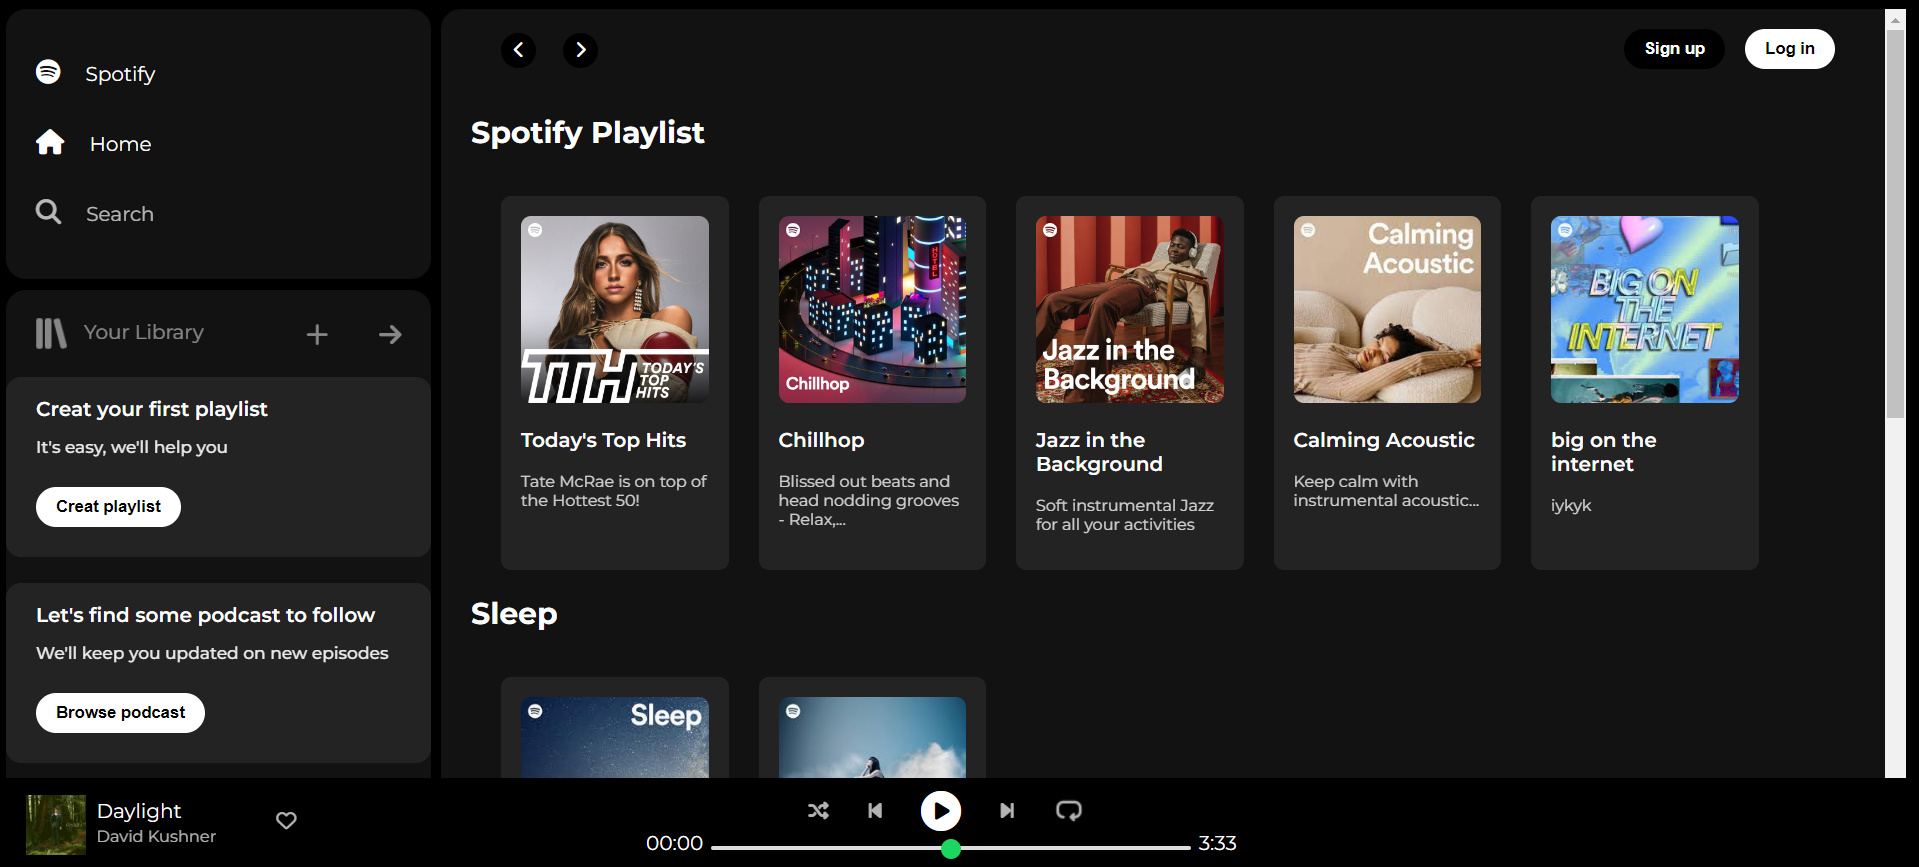 Spotify
Home
Search
Your Library
Creat your first playlist
It's easy, we'll help you
Creat playlist
Let's find some podcast to follow
We'll keep you updated on new episodes
Browse podcast
Sign up
Log in
Spotify Playlist
TTH TODAY'S
TOP
HITS
Today's Top Hits
Tate McRae is on top of
the Hottest 50!
HOTEL
Chillhop
Chillhop
Blissed out beats and
head nodding grooves
- Relax,...
Jazz in the
Background
Jazz in the
Background
Soft instrumental Jazz
for all your activities
Calming
Acoustic
Calming Acoustic
Keep calm with
instrumental acoustic...
BIG ON
THE
INTERNET
big on the
internet
iykyk
Sleep
Sleep
Daylight
David Kushner
00:00
3:33